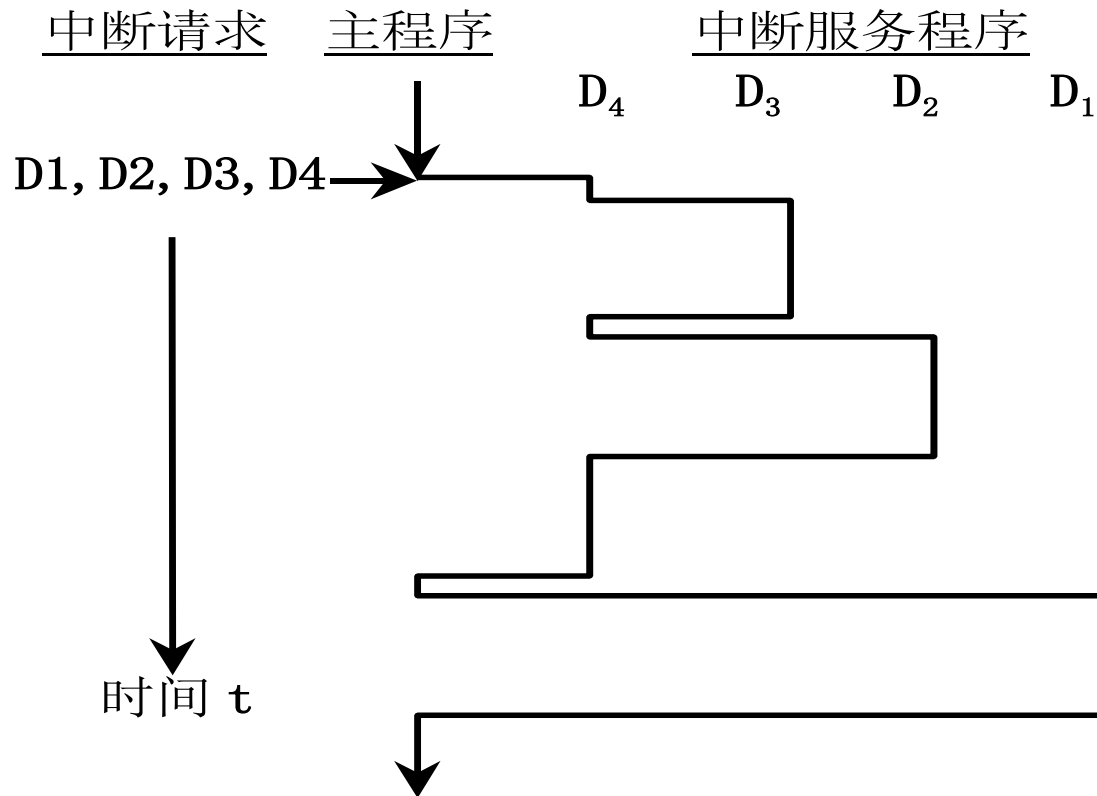 中断请求 主程序 中断服务程序
D4 D3 D2 D1
D1, D2, D3, D4
时间 t